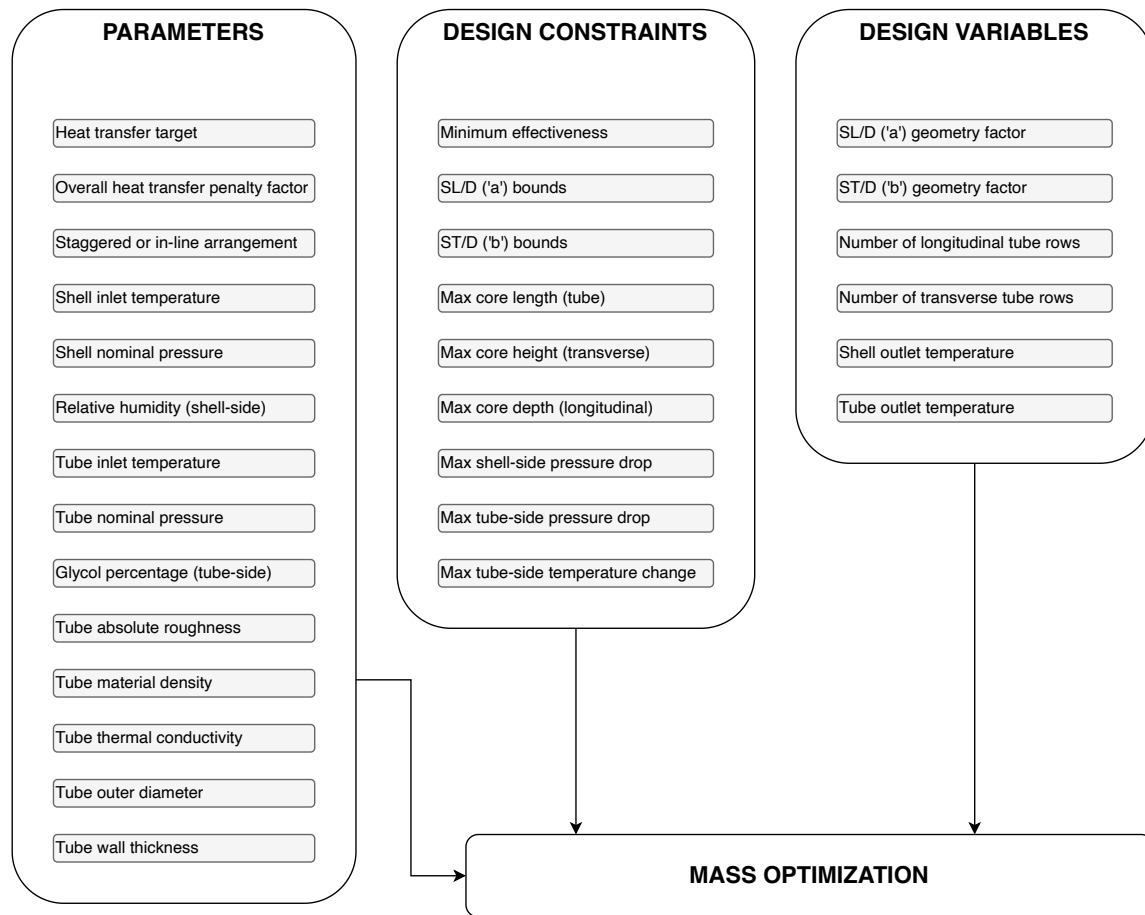 PARAMETERS
Heat transfer target
Overall heat transfer penalty factor
Staggered or in-line arrangement
Shell inlet temperature
Shell nominal pressure
Relative humidity (shell-side)
Tube inlet temperature
Tube nominal pressure
Glycol percentage (tube-side)
Tube absolute roughness
Tube material density
Tube thermal conductivity
Tube outer diameter
Tube wall thickness
DESIGN CONSTRAINTS
Minimum effectiveness
SL/D ('a') bounds
ST/D ('b') bounds
Max core length (tube)
Max core height (transverse)
Max core depth (longitudinal)
Max shell-side pressure drop
Max tube-side pressure drop
Max tube-side temperature change
DESIGN VARIABLES
SL/D ('a') geometry factor
ST/D ('b') geometry factor
Number of longitudinal tube rows
Number of transverse tube rows
Shell outlet temperature
Tube outlet temperature
MASS OPTIMIZATION